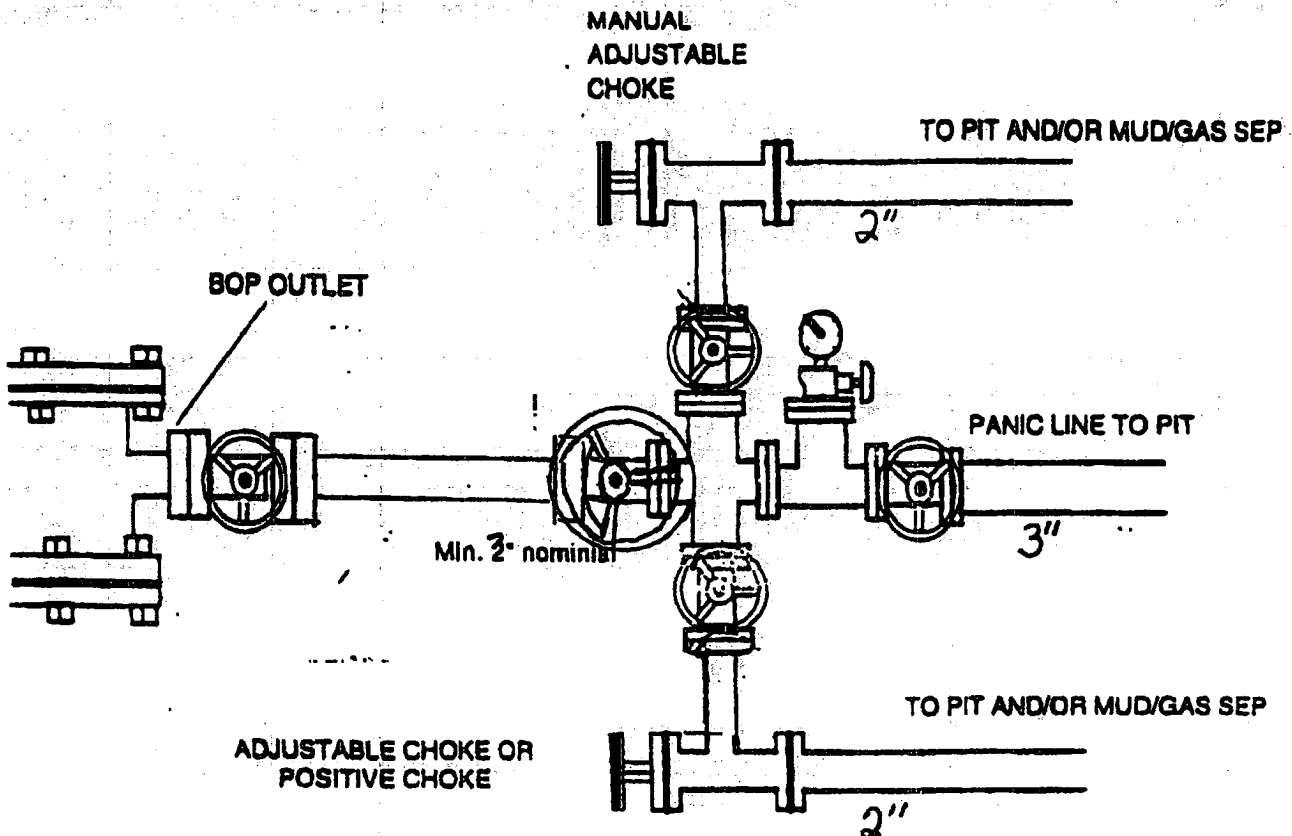 MANUAL
ADJUSTABLE
CHOKE
TO PIT AND/OR MUD/GAS SEP
2"
BOP OUTLET
PANIC LINE TO PIT
3"
Min. 3" nominal
TO PIT AND/OR MUD/GAS SEP
ADJUSTABLE CHOKE OR
POSITIVE CHOKE
2"